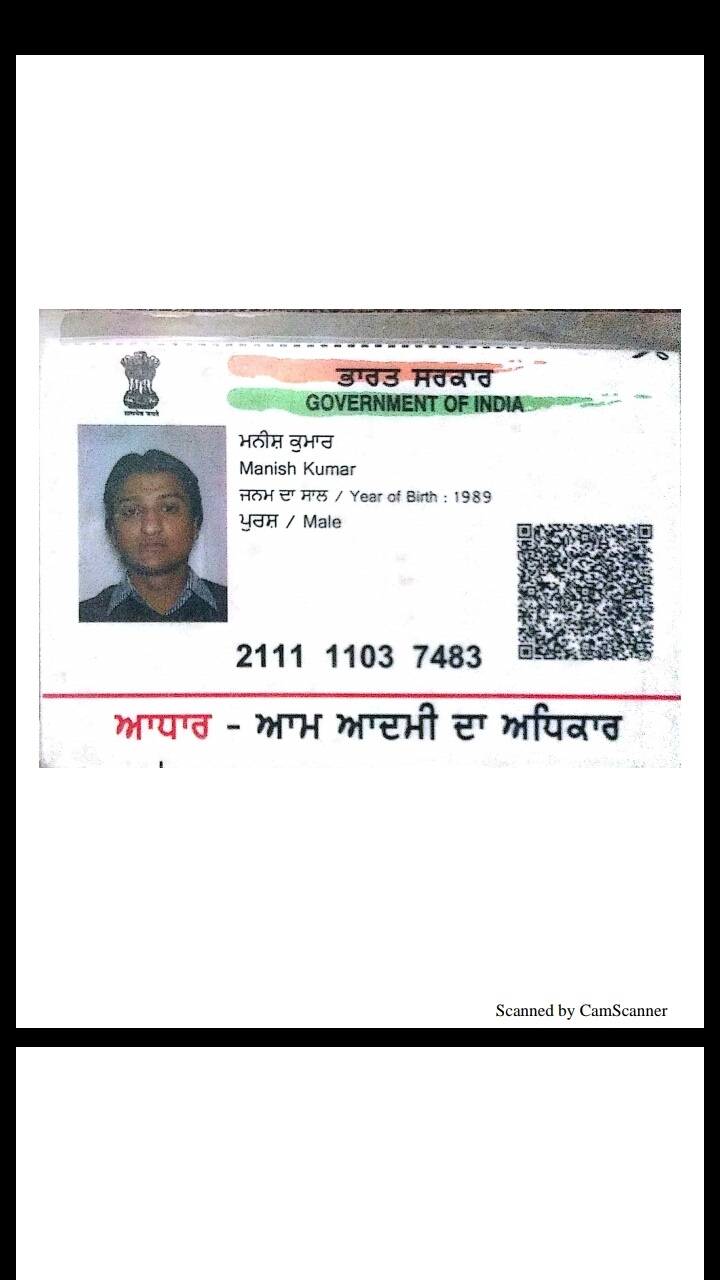 ਭਾਰਤ ਸਰਕਾਰ
GOVERNMENT OF INDIA
ਮਨੀਸ਼ ਕੁਮਾਰ
Manish Kumar
ਜਨਮ ਦਾ ਸਾਲ / Year of Birth : 1989
ਪੁਰਸ਼ / Male
2111 1103 7483
ਆਧਾਰ - ਆਮ ਆਦਮੀ ਦਾ ਅਧਿਕਾਰ
Scanned by CamScanner